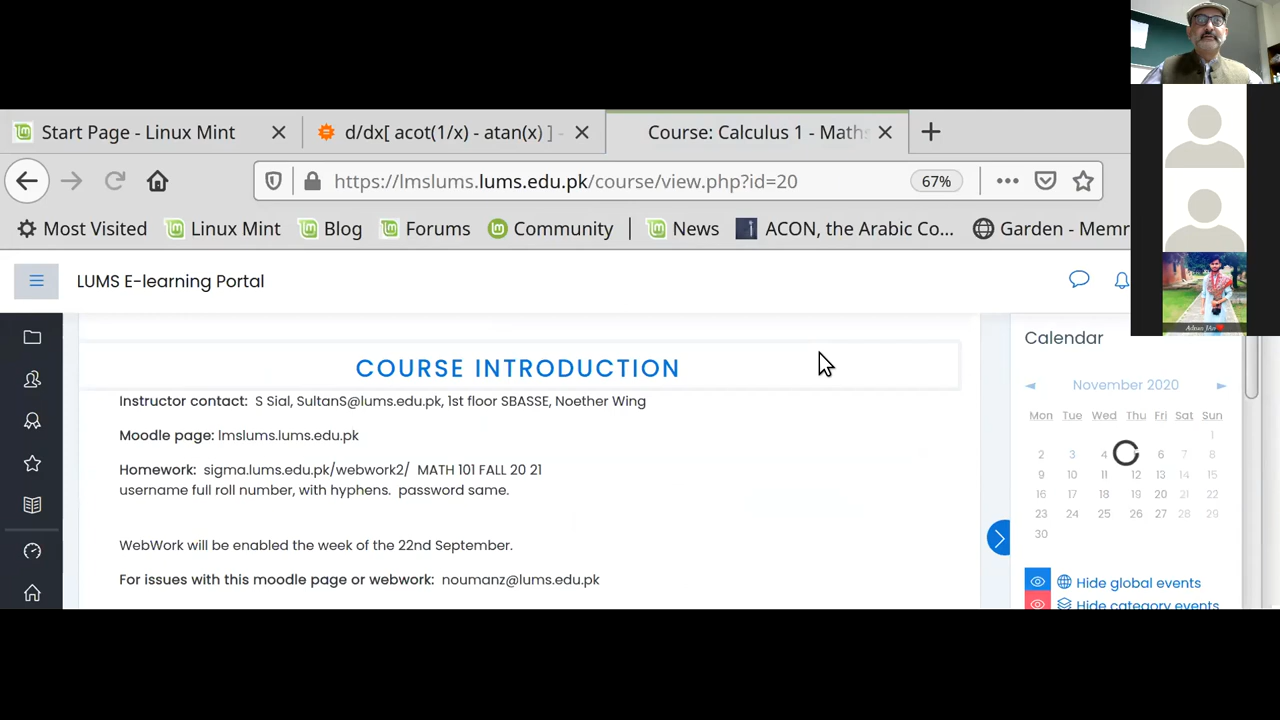 Start Page - Linux Mint
d/dx[ acot(1/x) - atan(x) ] -
Course: Calculus 1 - Maths
https://lmslums.lums.edu.pk/course/view.php?id=20
67%
Most Visited
Linux Mint
Blog
Forums
Community
News
ACON, the Arabic Co...
Garden - Memr
LUMS E-learning Portal
COURSE INTRODUCTION
Instructor contact: S Sial, SultanS@lums.edu.pk, 1st floor SBASSE, Noether Wing
Moodle page: lmslums.lums.edu.pk
Homework: sigma.lums.edu.pk/webwork2/ MATH 101 FALL 20 21
username full roll number, with hyphens. password same.
WebWork will be enabled the week of the 22nd September.
For issues with this moodle page or webwork: noumanz@lums.edu.pk
Calendar
◄ November 2020 ►
Mon Tue Wed Thu Fri Sat Sun
1
2 3 4 6 7 8
9 10 11 12 13 14 15
16 17 18 19 20 21 22
23 24 25 26 27 28 29
30
Hide global events
Hide category events